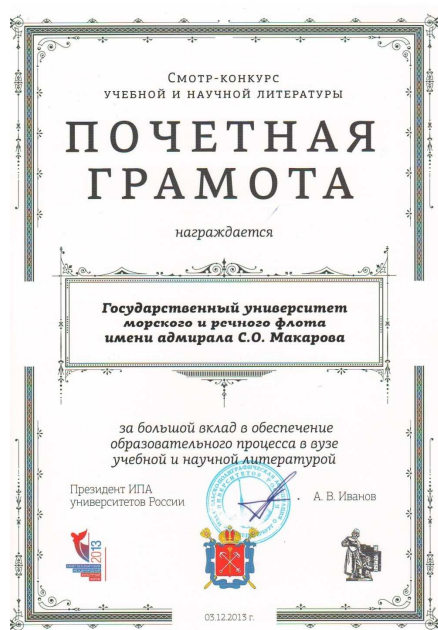 Смотр-конкурс
учебной и научной литературы
ПОЧЕТНАЯ
ГРАМОТА
награждается
Государственный университет
морского и речного флота
имени адмирала С.О. Макарова
за большой вклад в обеспечение
образовательного процесса в вузе
учебной и научной литературой
Президент ИПА
университетов России
А. В. Иванов
2013
03.12.2013 г.